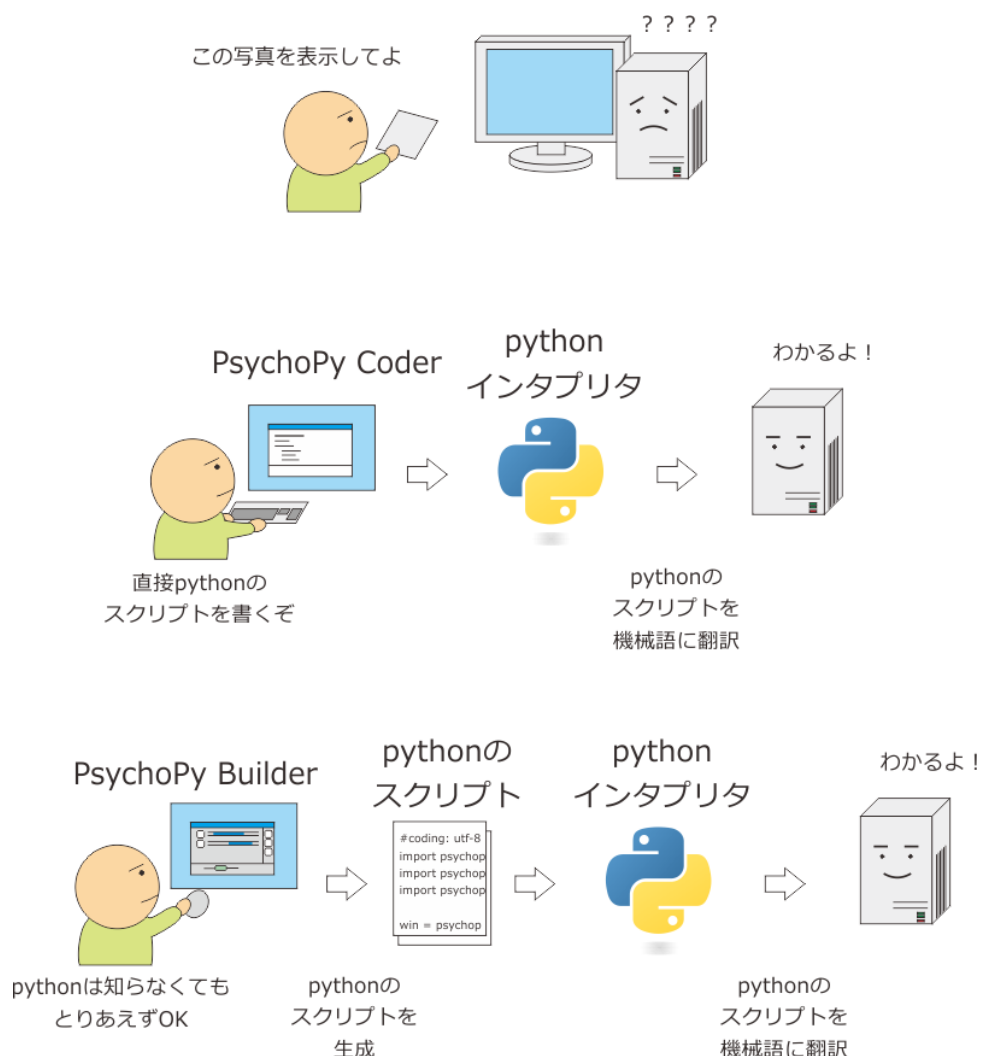 ？？？？
この写真を表示してよ
PsychoPy Coder
python
インタプリタ
わかるよ！
直接pythonの
スクリプトを書くぞ
pythonの
スクリプトを
機械語に翻訳
PsychoPy Builder
pythonの
スクリプト
python
インタプリタ
わかるよ！
#coding: utf-8
import psychop
import psychop
import psychop
win = psychop
pythonは知らなくても
とりあえずOK
pythonの
スクリプトを
生成
pythonの
スクリプトを
機械語に翻訳